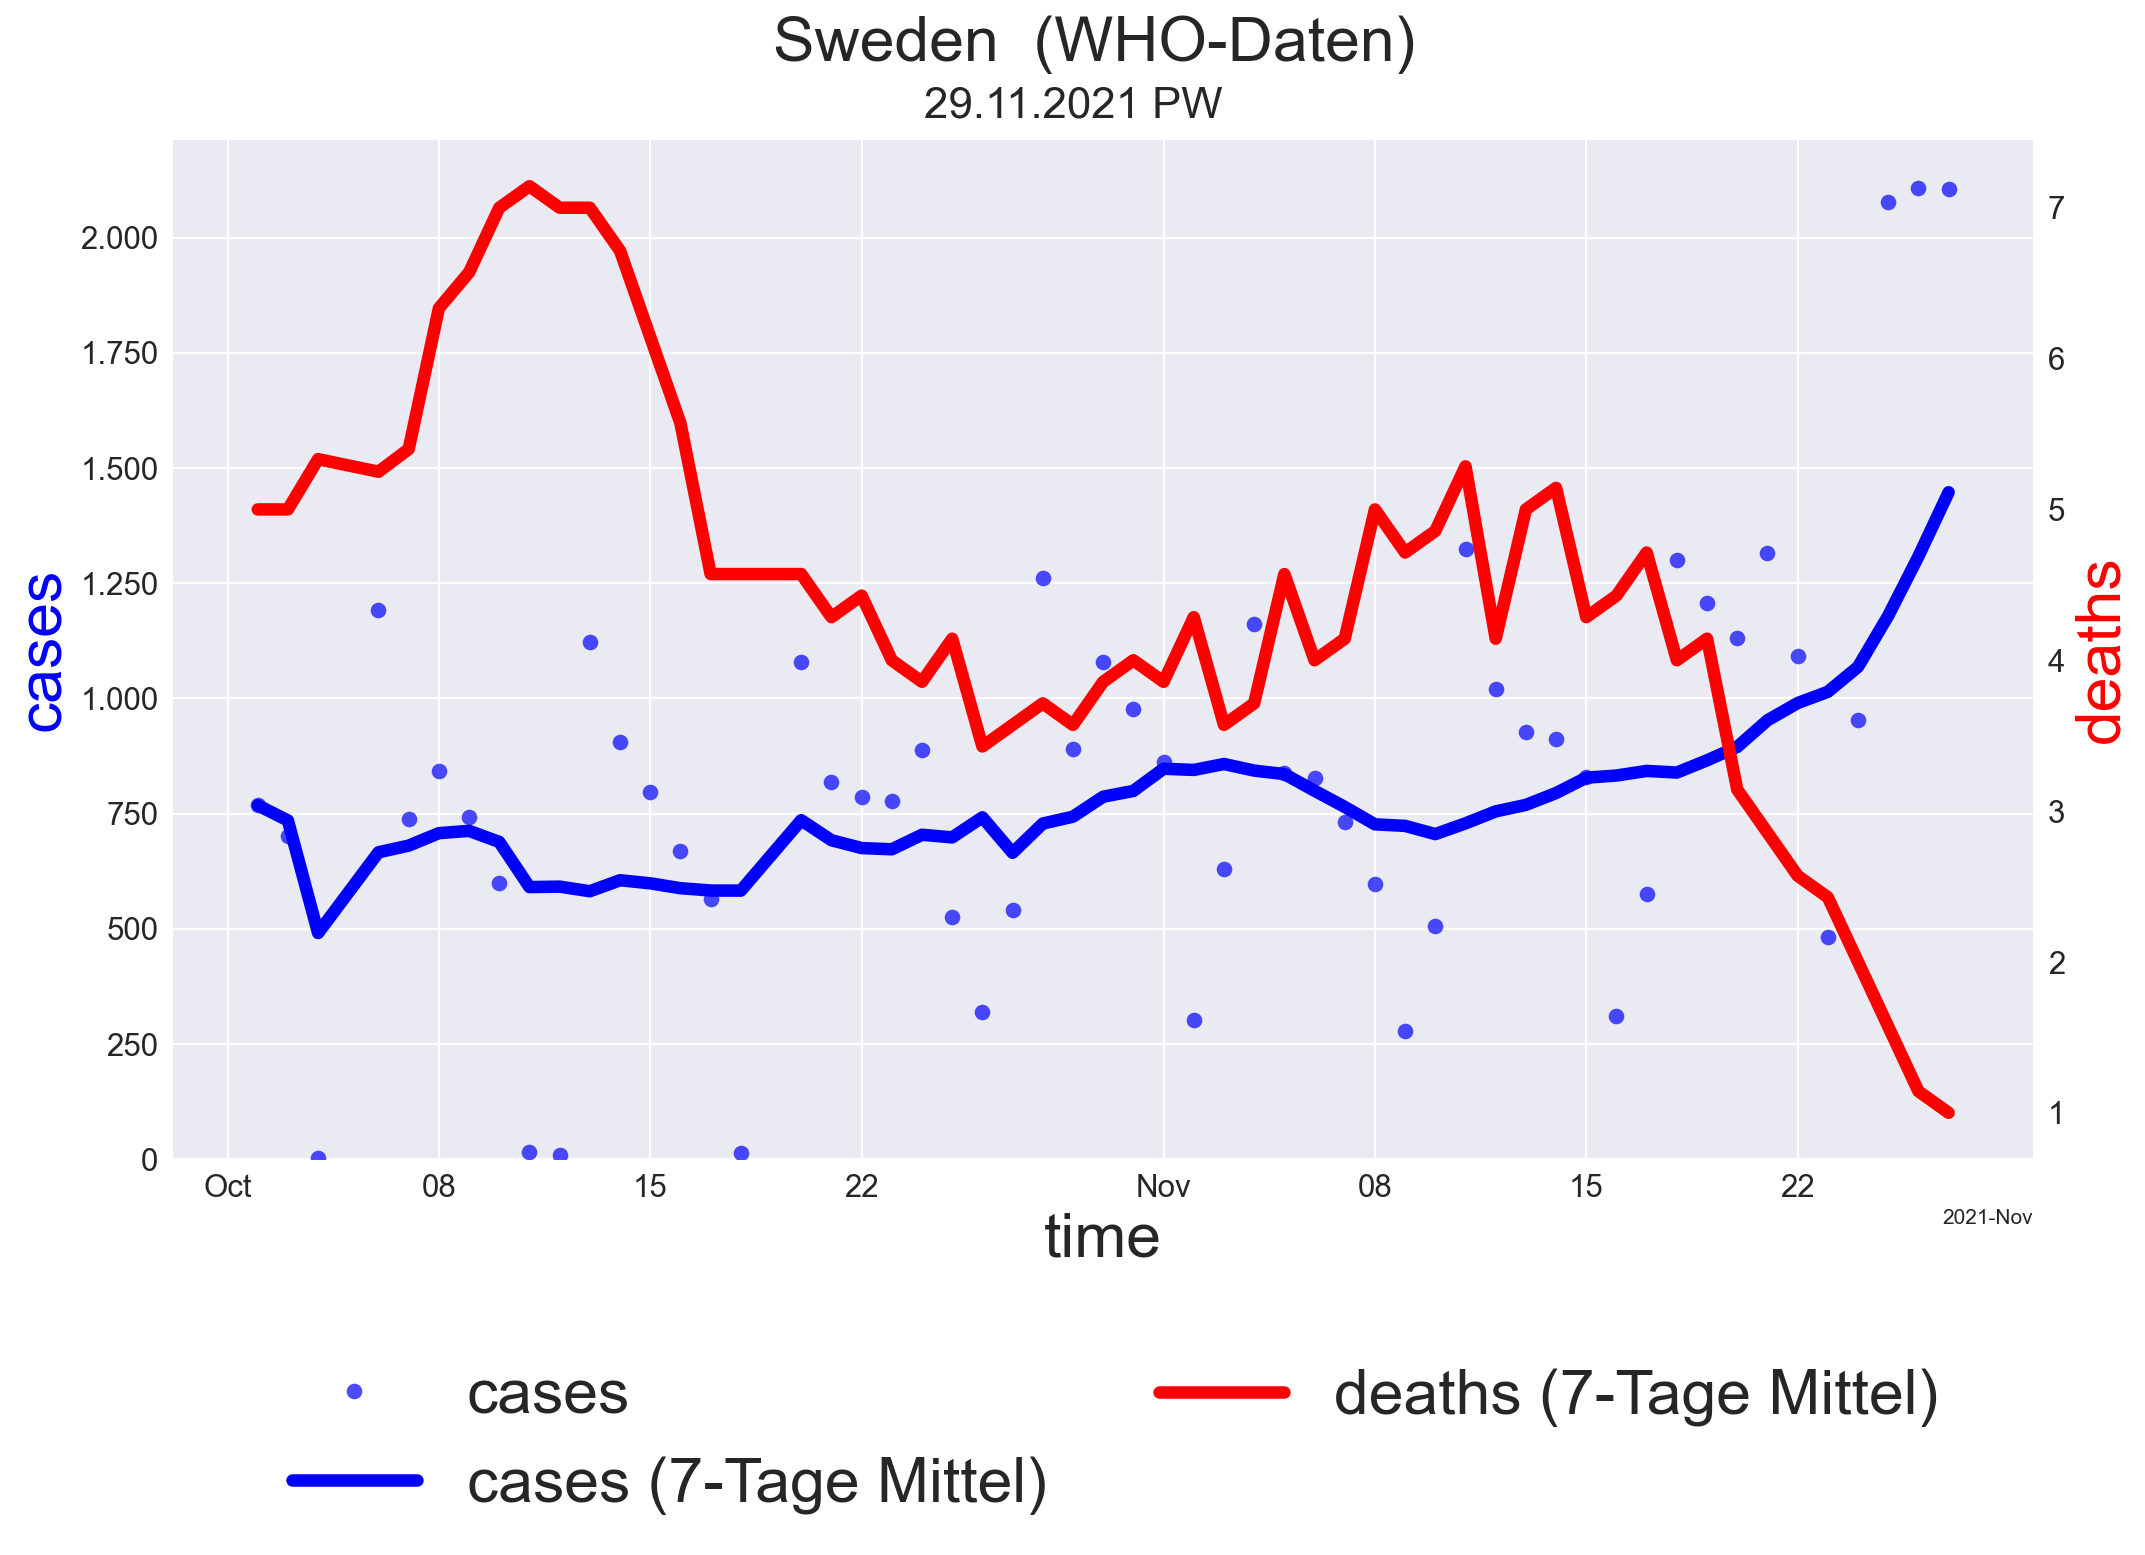 Sweden  (WHO-Daten)
29.11.2021 PW
cases
2.000
1.750
1.500
1.250
1.000
750
500
250
0
7
6
5
4
3
2
1
deaths
Oct 08 15 22 Nov 08 15 22
2021-Nov
time
cases
cases (7-Tage Mittel)
deaths (7-Tage Mittel)